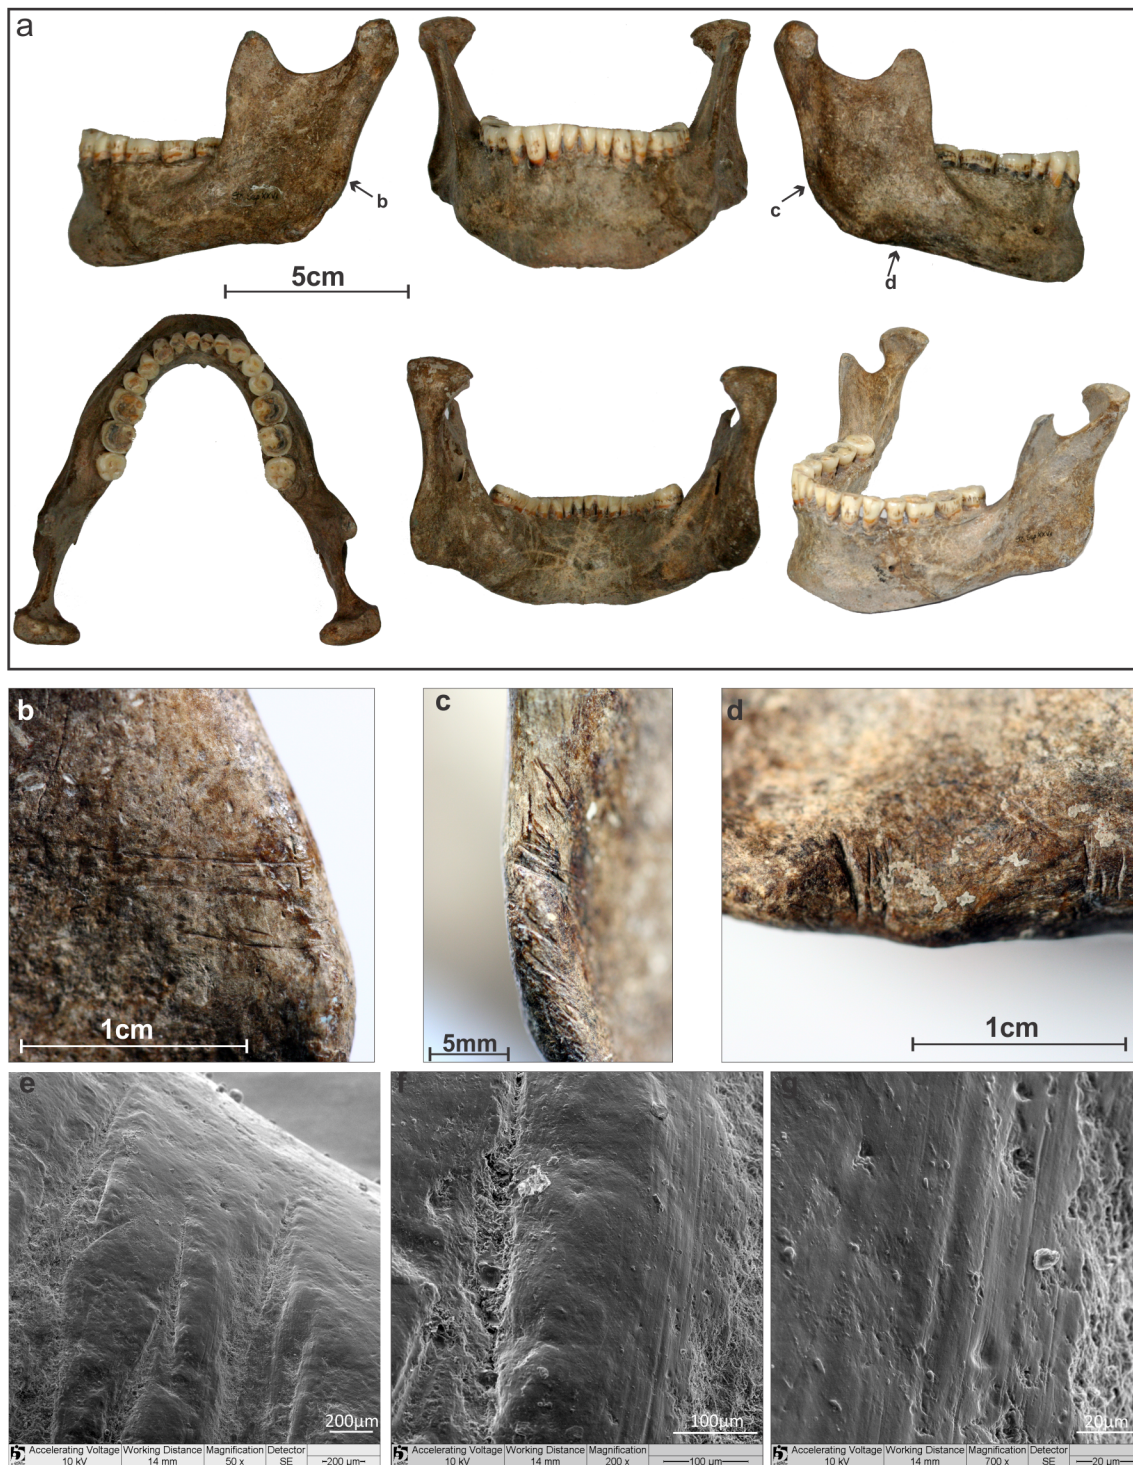 a
b
c
d
5cm
b
c
d
1cm
5mm
1cm
e
f
g
200µm
100µm
20µm
Accelerating Voltage Working Distance Magnification Detector
10 kV 14 mm 50 x SE 200 µm
Accelerating Voltage Working Distance Magnification
10 kV 14 mm 200 x 100 µm
Accelerating Voltage Working Distance Magnification Detector
10 kV 14 mm 700 x SE 20 µm